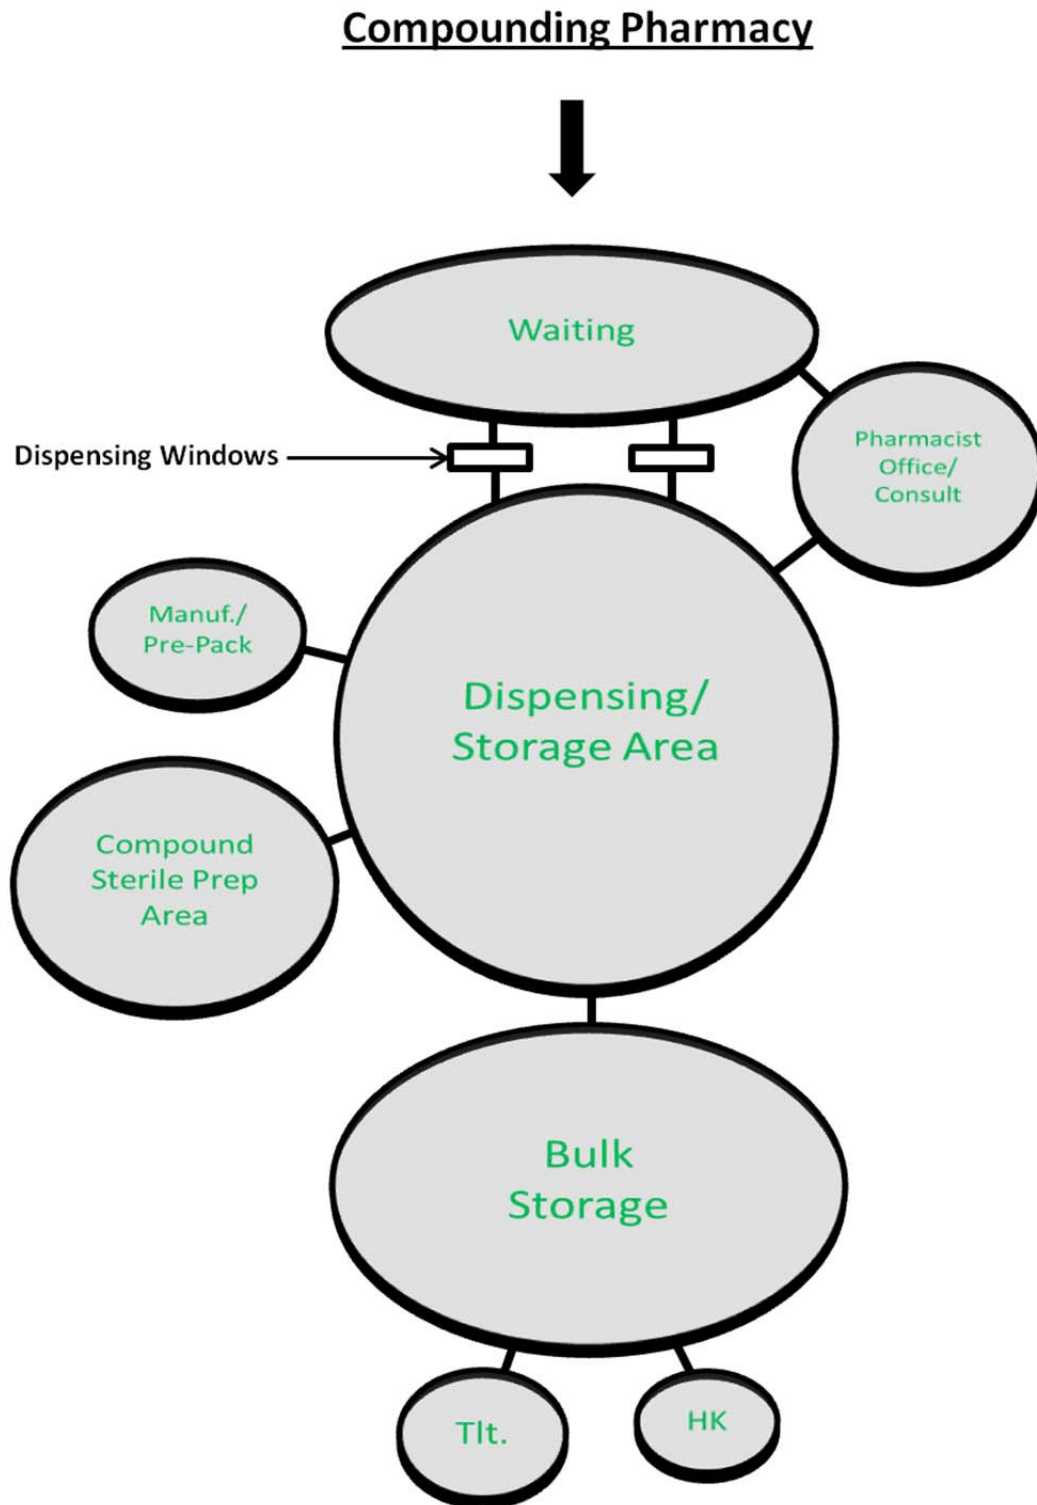 Compounding Pharmacy
Waiting
Dispensing Windows
Pharmacist
Office/
Consult
Manuf./
Pre-Pack
Dispensing/
Storage Area
Compound
Sterile Prep
Area
Bulk
Storage
Tlt.
HK